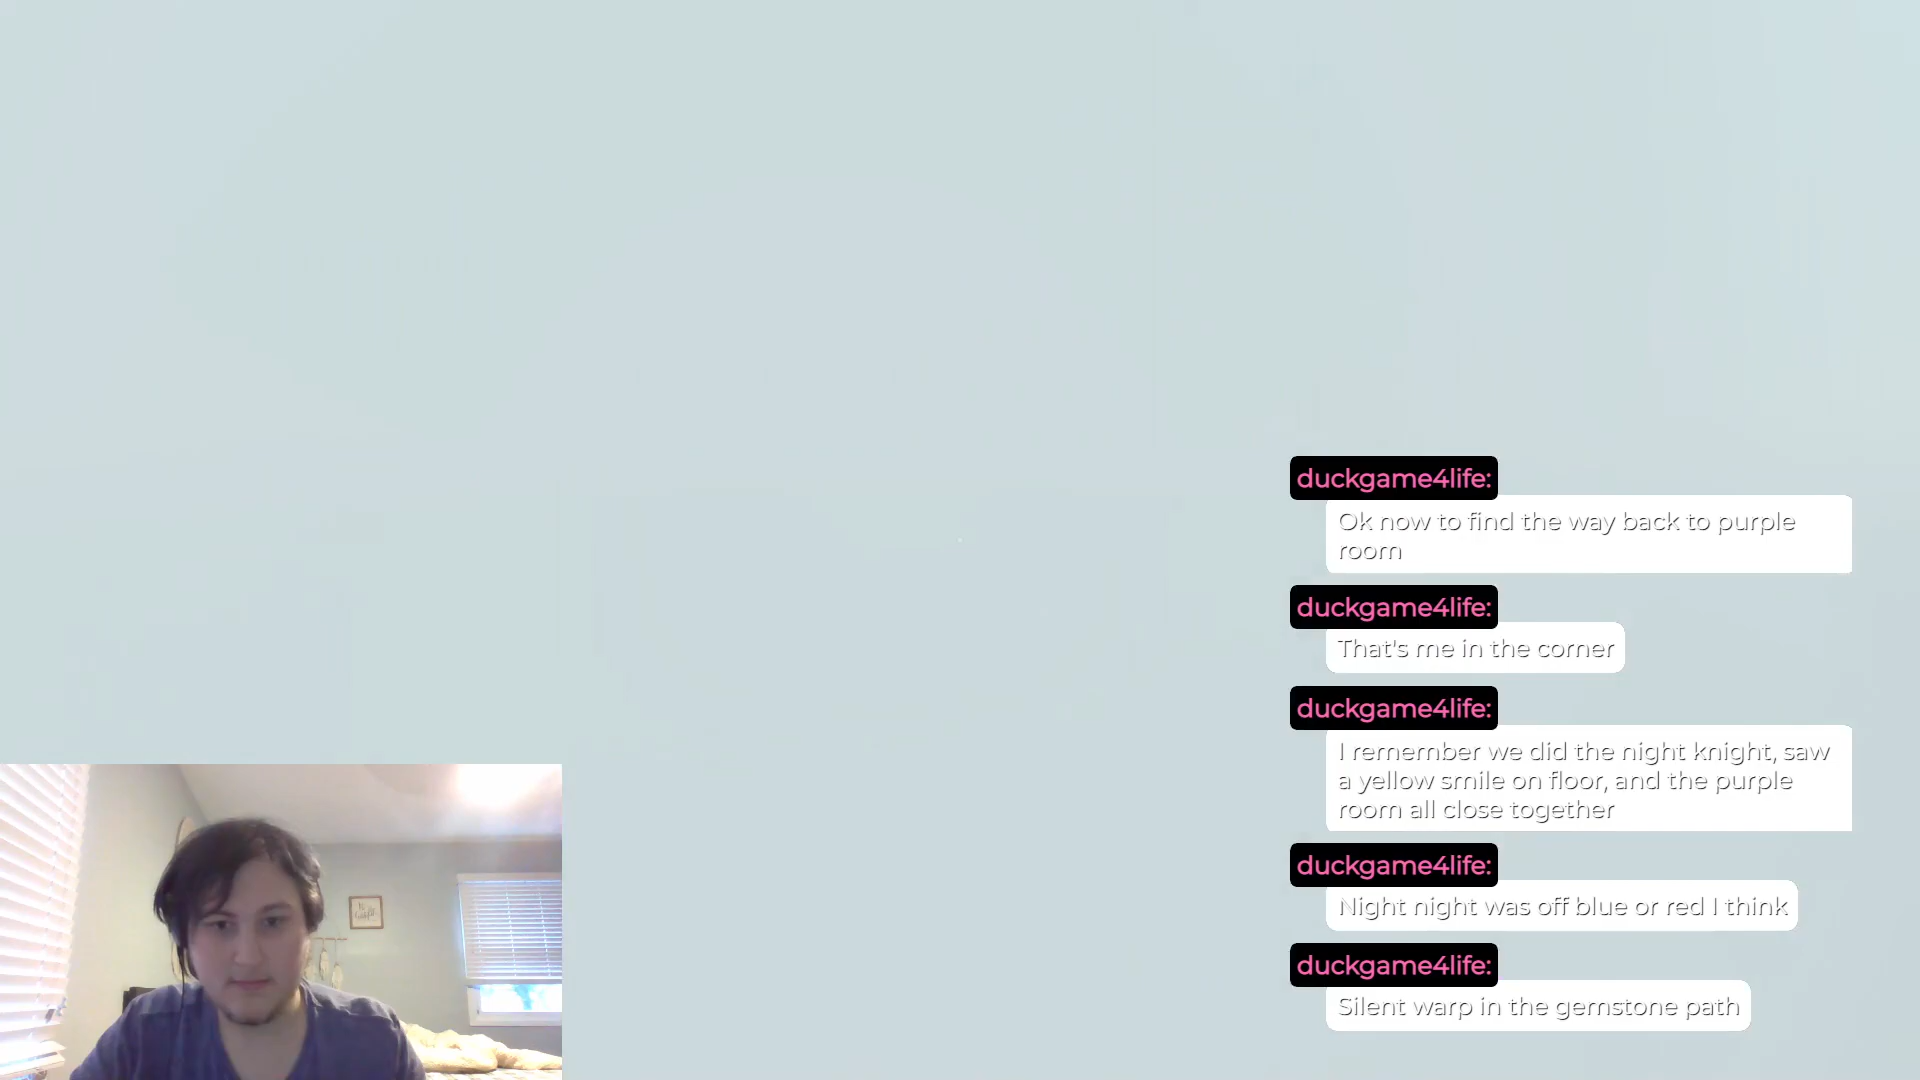 duckgame4life:
Ok now to find the way back to purple
room
duckgame4life:
That's me in the corner
duckgame4life:
I remember we did the night knight, saw
a yellow smile on floor, and the purple
room all close together
duckgame4life:
Night night was off blue or red I think
duckgame4life:
Silent warp in the gemstone path